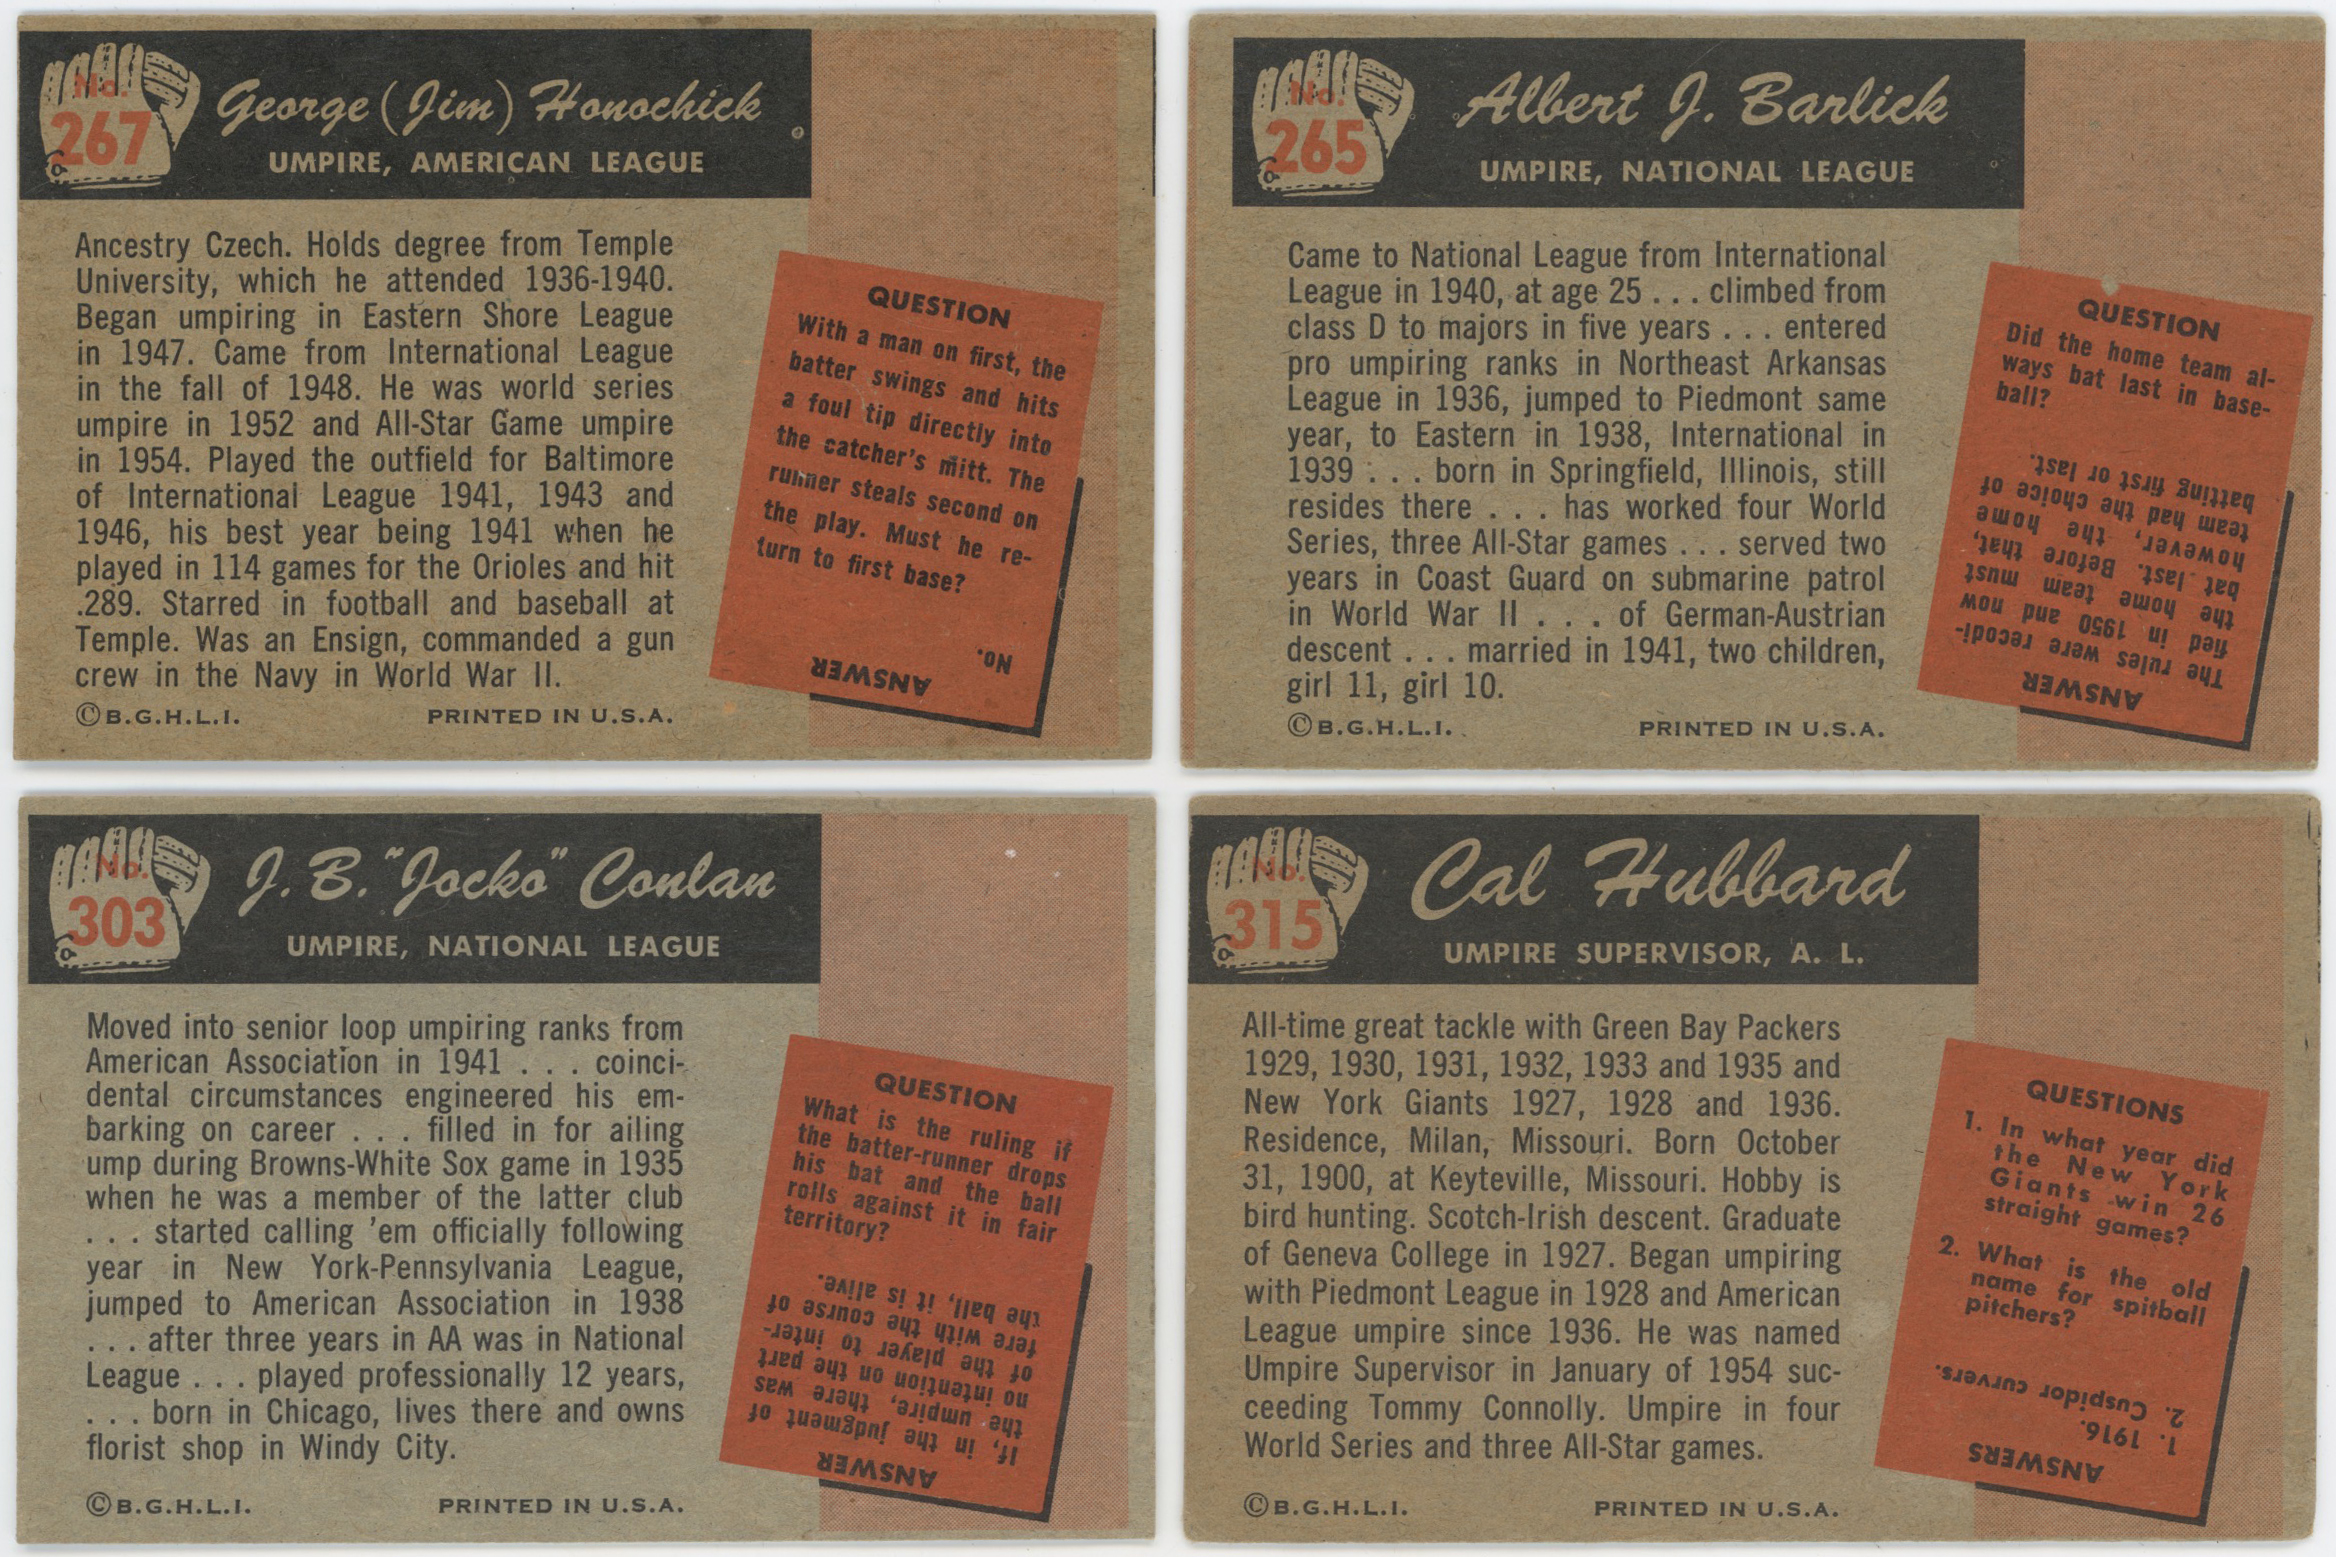 No.
267
George (Jim) Honochick
UMPIRE, AMERICAN LEAGUE
Ancestry Czech. Holds degree from Temple
University, which he attended 1936-1940.
Began umpiring in Eastern Shore League
in 1947. Came from International League
in the fall of 1948. He was world series
umpire in 1952 and All-Star Game umpire
in 1954. Played the outfield for Baltimore
of International League 1941, 1943 and
1946, his best year being 1941 when he
played in 114 games for the Orioles and hit
.289. Starred in football and baseball at
Temple. Was an Ensign, commanded a gun
crew in the Navy in World War II.
©B.G.H.L.I. PRINTED IN U.S.A.
QUESTION
With a man on first, the
batter swings and hits
a foul tip directly into
the catcher's mitt. The
runner steals second on
the play. Must he re-
turn to first base?
ANSWER
No.
No.
265
Albert J. Barlick
UMPIRE, NATIONAL LEAGUE
Came to National League from International
League in 1940, at age 25 . . . climbed from
class D to majors in five years . . . entered
pro umpiring ranks in Northeast Arkansas
League in 1936, jumped to Piedmont same
year, to Eastern in 1938, International in
1939 . . . born in Springfield, Illinois, still
resides there . . . has worked four World
Series, three All-Star games . . . served two
years in Coast Guard on submarine patrol
in World War II . . . of German-Austrian
descent . . . married in 1941, two children,
girl 11, girl 10.
©B.G.H.L.I. PRINTED IN U.S.A.
QUESTION
Did the home team al-
ways bat last in base-
ball?
ANSWER
The rules were recodi-
fied in 1950 and now
the home team must
bat last. Before that,
however, the home
team had the choice of
batting first or last.
No.
303
J. B. "Jocko" Conlan
UMPIRE, NATIONAL LEAGUE
Moved into senior loop umpiring ranks from
American Association in 1941 . . . coinci-
dental circumstances engineered his em-
barking on career . . . filled in for ailing
ump during Browns-White Sox game in 1935
when he was a member of the latter club
. . . started calling 'em officially following
year in New York-Pennsylvania League,
jumped to American Association in 1938
. . . after three years in AA was in National
League . . . played professionally 12 years,
. . . born in Chicago, lives there and owns
florist shop in Windy City.
©B.G.H.L.I. PRINTED IN U.S.A.
QUESTION
What is the ruling if
the batter-runner drops
his bat and the ball
rolls against it in fair
territory?
ANSWER
If, in the judgment of
the umpire, there was
no intention on the part
of the player to inter-
fere with the course of
the ball, it is alive.
No.
315
Cal Hubbard
UMPIRE SUPERVISOR, A. L.
All-time great tackle with Green Bay Packers
1929, 1930, 1931, 1932, 1933 and 1935 and
New York Giants 1927, 1928 and 1936.
Residence, Milan, Missouri. Born October
31, 1900, at Keyteville, Missouri. Hobby is
bird hunting. Scotch-Irish descent. Graduate
of Geneva College in 1927. Began umpiring
with Piedmont League in 1928 and American
League umpire since 1936. He was named
Umpire Supervisor in January of 1954 suc-
ceeding Tommy Connolly. Umpire in four
World Series and three All-Star games.
©B.G.H.L.I. PRINTED IN U.S.A.
QUESTIONS
1. In what year did
the New York
Giants win 26
straight games?
2. What is the old
name for spitball
pitchers?
ANSWERS
1. 1916.
2. Cuspidor curvers.